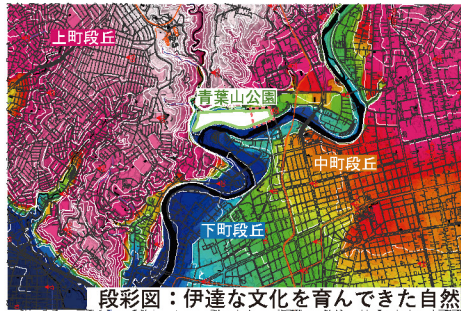 上町段丘
青葉山公園
中町段丘
下町段丘
段彩図：伊達な文化を育んできた自然